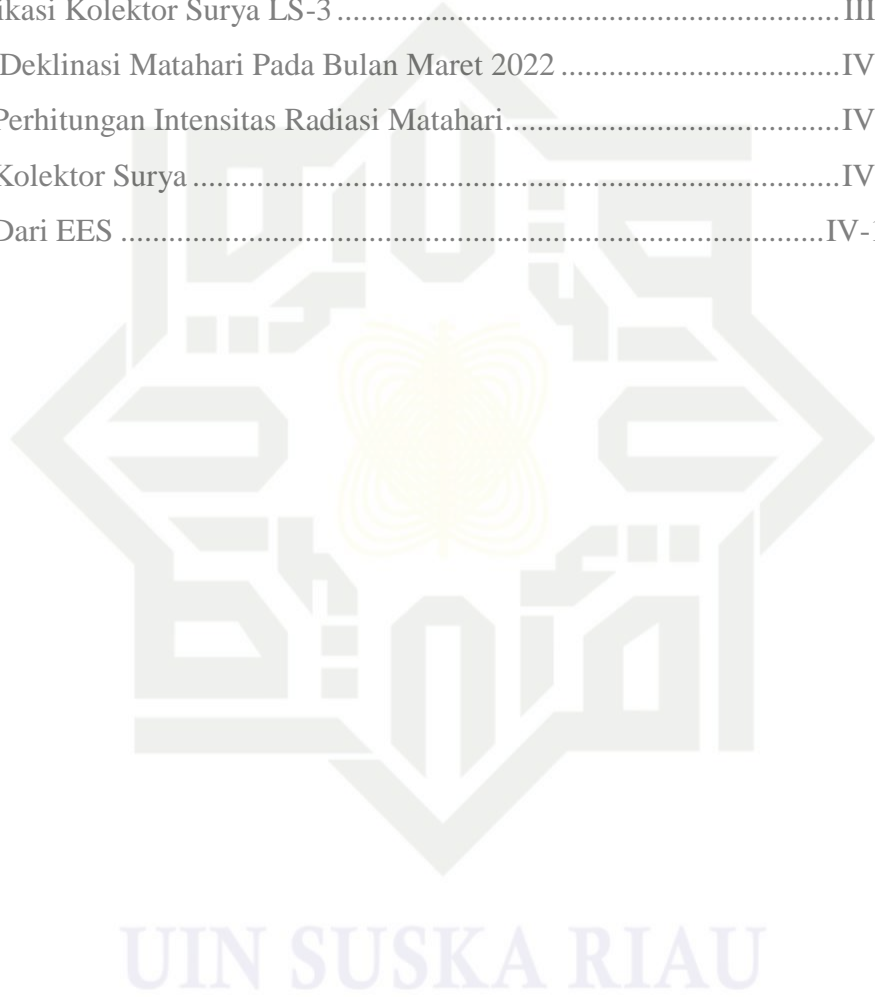 ikasi Kolektor Surya LS-3 ................................................................ III
Deklinasi Matahari Pada Bulan Maret 2022 ................................... IV
Perhitungan Intensitas Radiasi Matahari.......................................... IV
Kolektor Surya ................................................................................. IV
Dari EES ........................................................................................ IV-1
UIN SUSKA RIAU